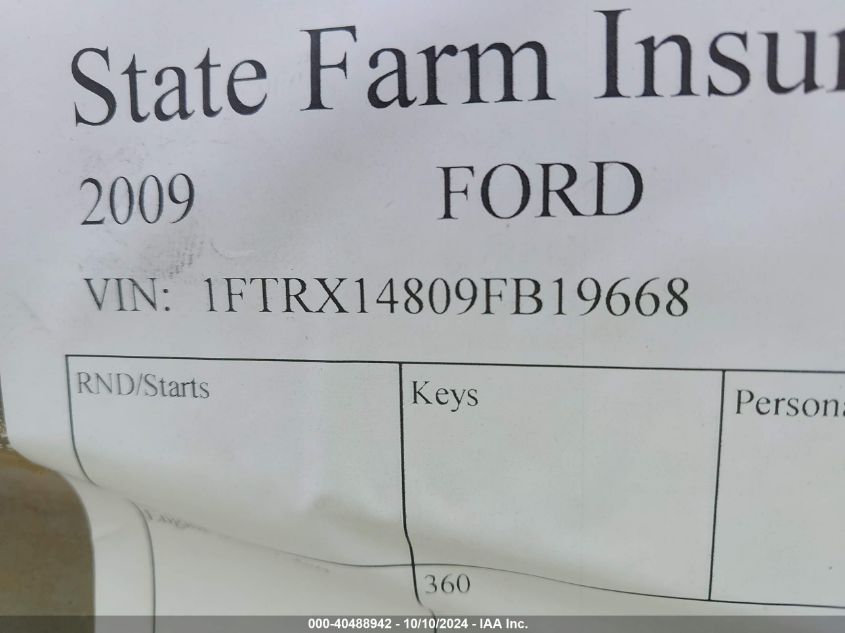 State Farm Insur
2009 FORD
VIN: 1FTRX14809FB19668
RND/Starts Keys Persona
360
000-40488942 - 10/10/2024 - IAA Inc.